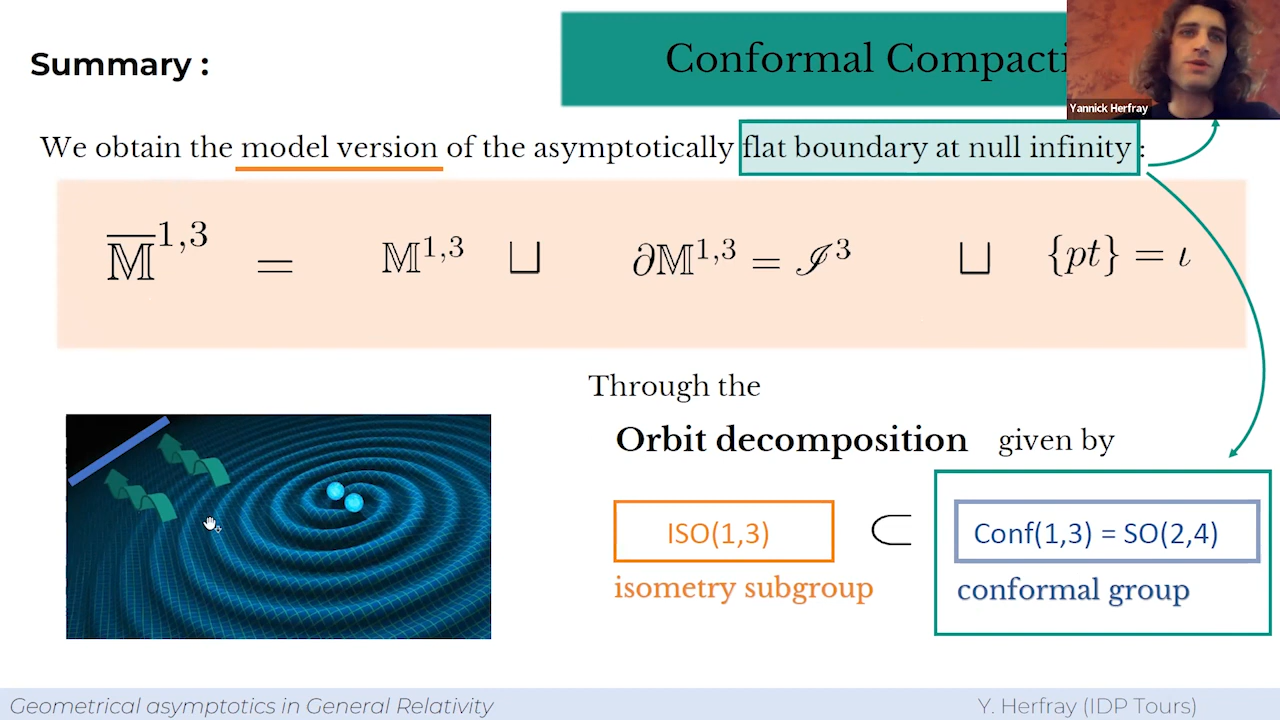 Summary :
Conformal Compacti
Yannick Herfray
We obtain the model version of the asymptotically flat boundary at null infinity :
𝕄̅^{1,3} = 𝕄^{1,3} ⊔ ∂𝕄^{1,3} = ℐ^3 ⊔ {pt} = ι
Through the
Orbit decomposition given by
ISO(1,3) ⊂ Conf(1,3) = SO(2,4)
isometry subgroup conformal group
Geometrical asymptotics in General Relativity Y. Herfray (IDP Tours)